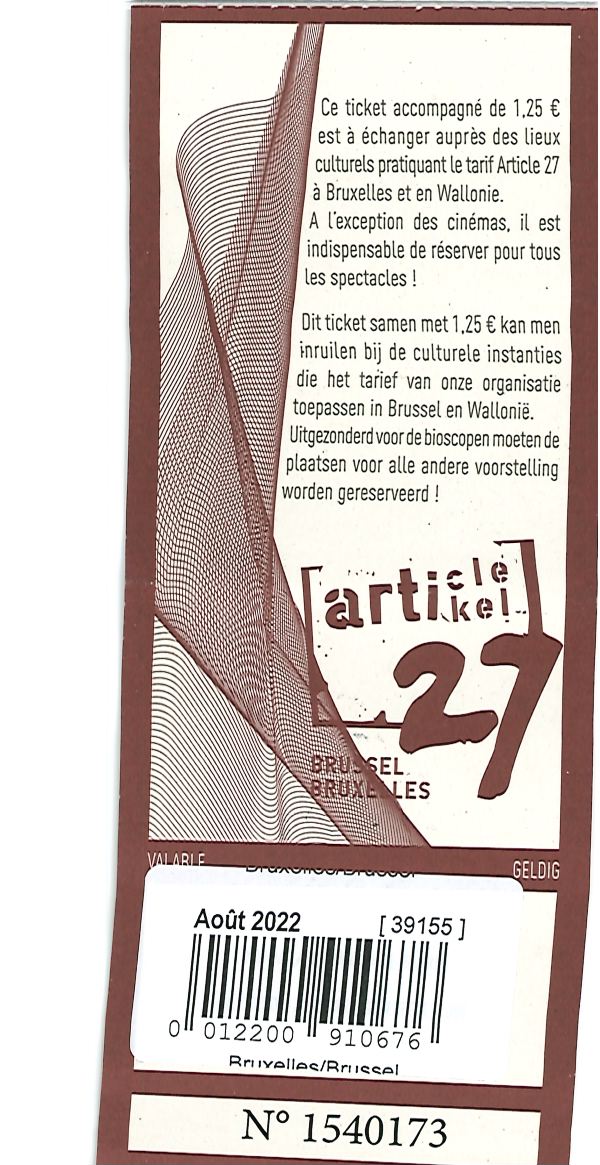 Ce ticket accompagné de 1,25 €
est à échanger auprès des lieux
culturels pratiquant le tarif Article 27
à Bruxelles et en Wallonie.
A l'exception des cinémas, il est
indispensable de réserver pour tous
les spectacles !
Dit ticket samen met 1,25 € kan men
inruilen bij de culturele instanties
die het tarief van onze organisatie
toepassen in Brussel en Wallonië.
Uitgezonderd voor de bioscopen moeten de
plaatsen voor alle andere voorstelling
worden gereserveerd !
[article
kel]
27
BRUSSEL
BRUXELLES
VALABLE GELDIG
Bruxelles/Brussel
Août 2022 [ 39155 ]
0 012200 910676
Bruxelles/Brussel
N° 1540173